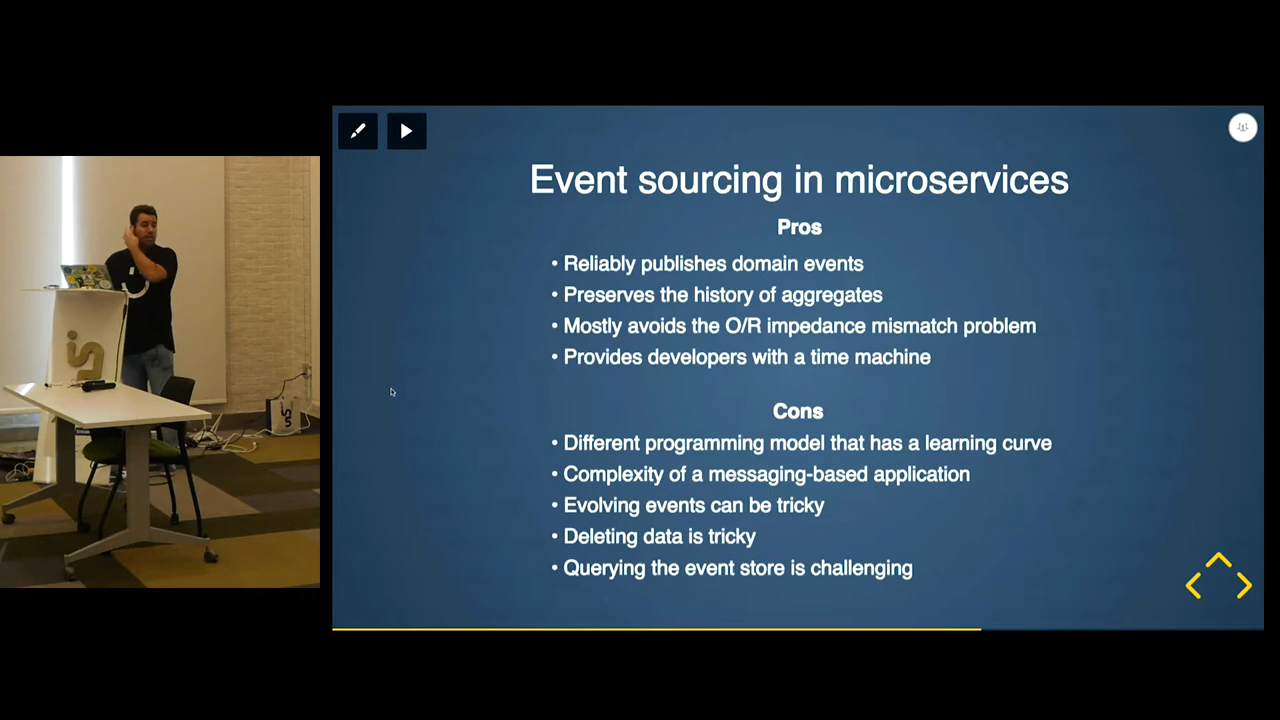 Event sourcing in microservices
Pros
• Reliably publishes domain events
• Preserves the history of aggregates
• Mostly avoids the O/R impedance mismatch problem
• Provides developers with a time machine
Cons
• Different programming model that has a learning curve
• Complexity of a messaging-based application
• Evolving events can be tricky
• Deleting data is tricky
• Querying the event store is challenging